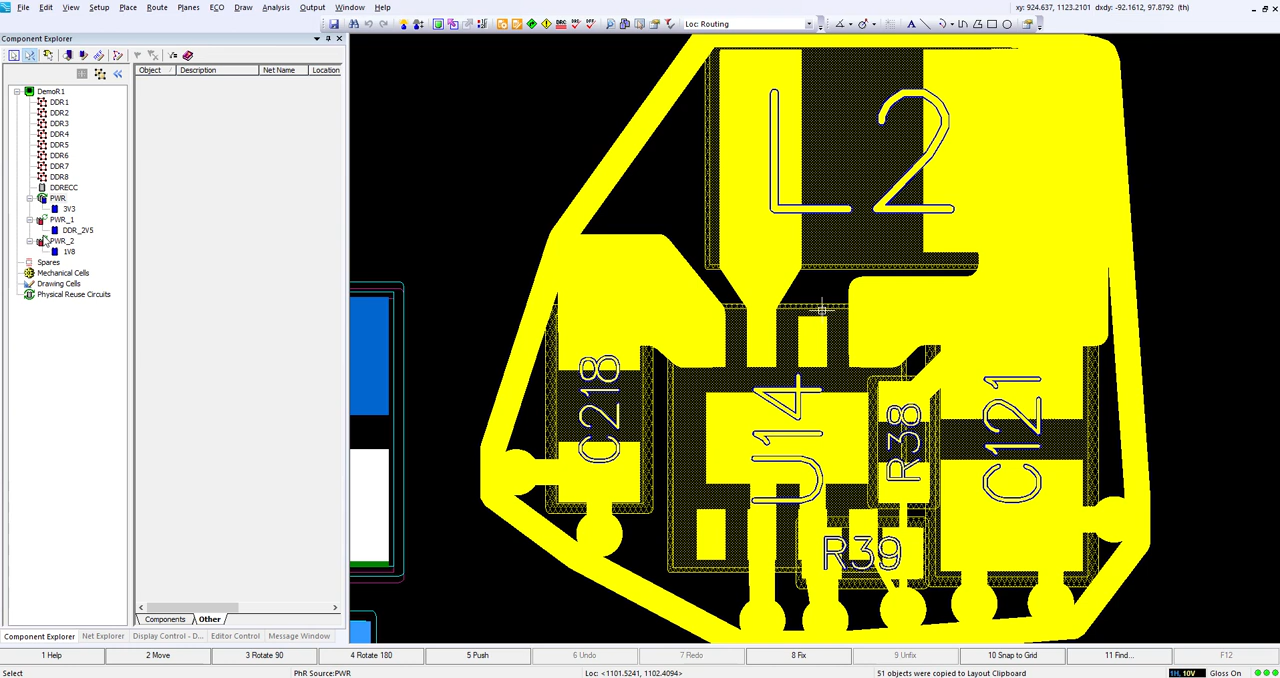 File Edit View Setup Place Route Planes ECO Draw Analysis Output Window Help
xy: 924.637, 1123.2101 dxdy: -92.1612, 97.8792 (th)
Loc: Routing
Component Explorer
Object Description Net Name Location
DemoR1
DDR1
DDR2
DDR3
DDR4
DDR5
DDR6
DDR7
DDR8
DDRECC
PWR
3V3
PWR_1
DDR_2V5
PWR_2
1V8
Spares
Mechanical Cells
Drawing Cells
Physical Reuse Circuits
L2
C218
U14
R38
C121
R39
Components Other
Component Explorer Net Explorer Display Control - D... Editor Control Message Window
1 Help 2 Move 3 Rotate 90 4 Rotate 180 5 Push 6 Undo 7 Redo 8 Fix 9 Unfix 10 Snap to Grid 11 Find... F12
Select PhR Source:PWR Loc: <1101.5241, 1102.4094> 51 objects were copied to Layout Clipboard 1H, 10V Gloss On